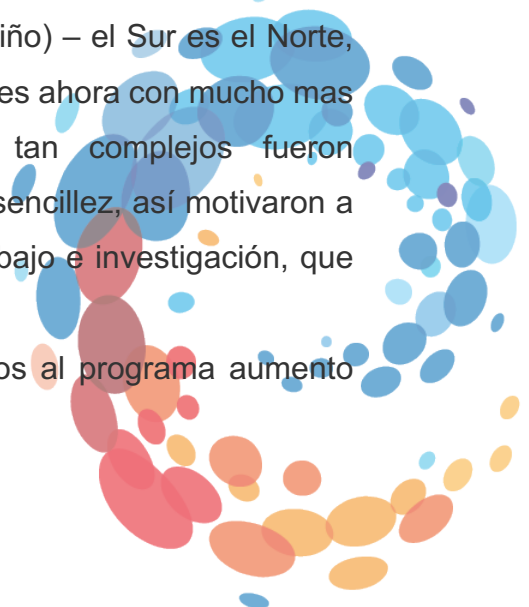 iño) – el Sur es el Norte,
es ahora con mucho mas
tan complejos fueron
sencillez, así motivaron a
bajo e investigación, que
os al programa aumento